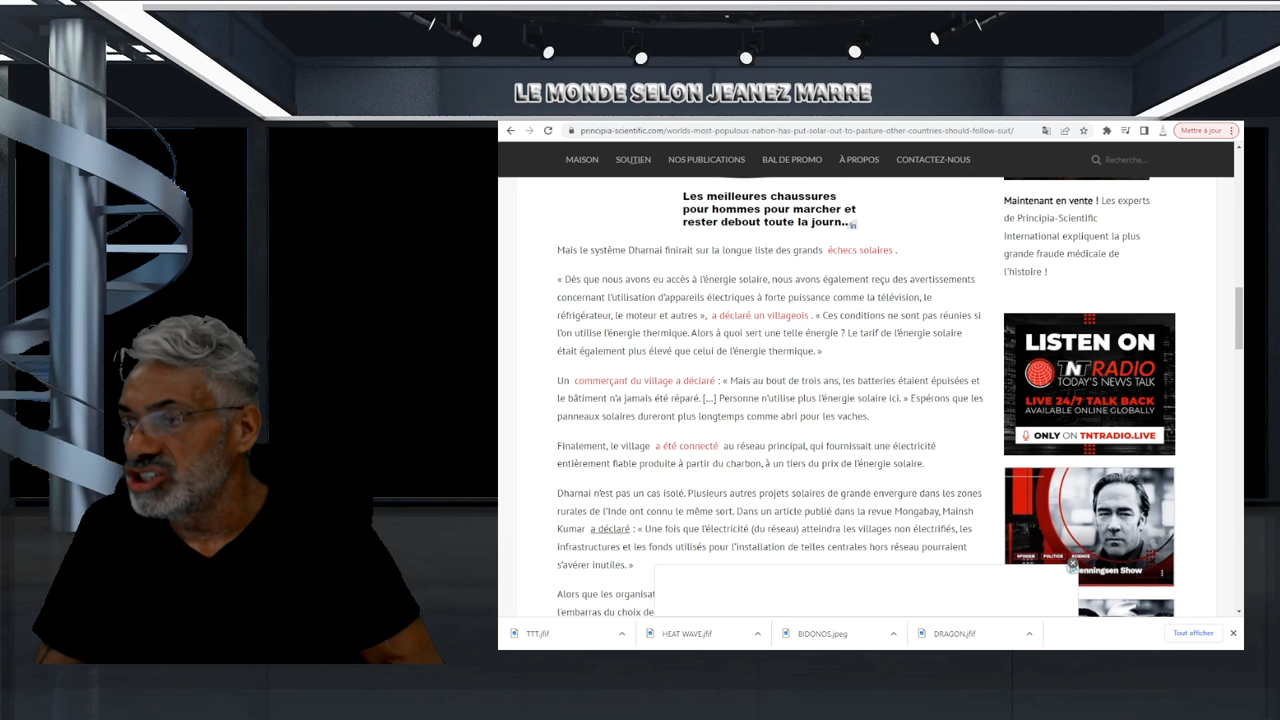 LE MONDE SELON JEANEZ MARRE
principia-scientific.com/worlds-most-populous-nation-has-put-solar-out-to-pasture-other-countries-should-follow-suit/
Mettre à jour
MAISON SOUTIEN NOS PUBLICATIONS BAL DE PROMO À PROPOS CONTACTEZ-NOUS
Recherche...
Les meilleures chaussures
pour hommes pour marcher et
rester debout toute la journ...
Mais le système Dharnai finirait sur la longue liste des grands échecs solaires .
« Dès que nous avons eu accès à l'énergie solaire, nous avons également reçu des avertissements
concernant l'utilisation d'appareils électriques à forte puissance comme la télévision, le
réfrigérateur, le moteur et autres », a déclaré un villageois . « Ces conditions ne sont pas réunies si
l'on utilise l'énergie thermique. Alors à quoi sert une telle énergie ? Le tarif de l'énergie solaire
était également plus élevé que celui de l'énergie thermique. »
Un commerçant du village a déclaré : « Mais au bout de trois ans, les batteries étaient épuisées et
le bâtiment n'a jamais été réparé. [...] Personne n'utilise plus l'énergie solaire ici. » Espérons que les
panneaux solaires dureront plus longtemps comme abri pour les vaches.
Finalement, le village a été connecté au réseau principal, qui fournissait une électricité
entièrement fiable produite à partir du charbon, à un tiers du prix de l'énergie solaire.
Dharnai n'est pas un cas isolé. Plusieurs autres projets solaires de grande envergure dans les zones
rurales de l'Inde ont connu le même sort. Dans un article publié dans la revue Mongabay, Mainsh
Kumar a déclaré : « Une fois que l'électricité (du réseau) atteindra les villages non électrifiés, les
infrastructures et les fonds utilisés pour l'installation de telles centrales hors réseau pourraient
s'avérer inutiles. »
Alors que les organisat
l'embarras du choix de
Maintenant en vente ! Les experts
de Principia-Scientific
International expliquent la plus
grande fraude médicale de
l'histoire !
LISTEN ON
TNT RADIO
TODAY'S NEWS TALK
LIVE 24/7 TALK BACK
AVAILABLE ONLINE GLOBALLY
ONLY ON TNTRADIO.LIVE
OPINION POLITICS SCIENCE
enningsen Show
TTT.jfif
HEAT WAVE.jfif
BIDONOS.jpeg
DRAGON.jfif
Tout afficher